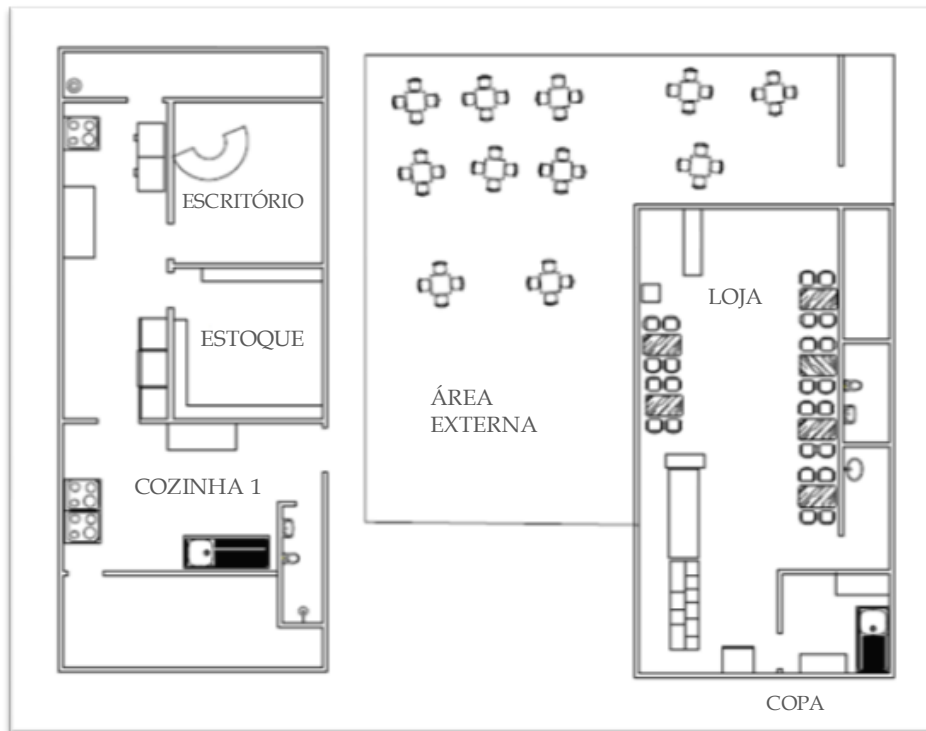 ESCRITÓRIO
LOJA
ESTOQUE
ÁREA
EXTERNA
COZINHA 1
COPA